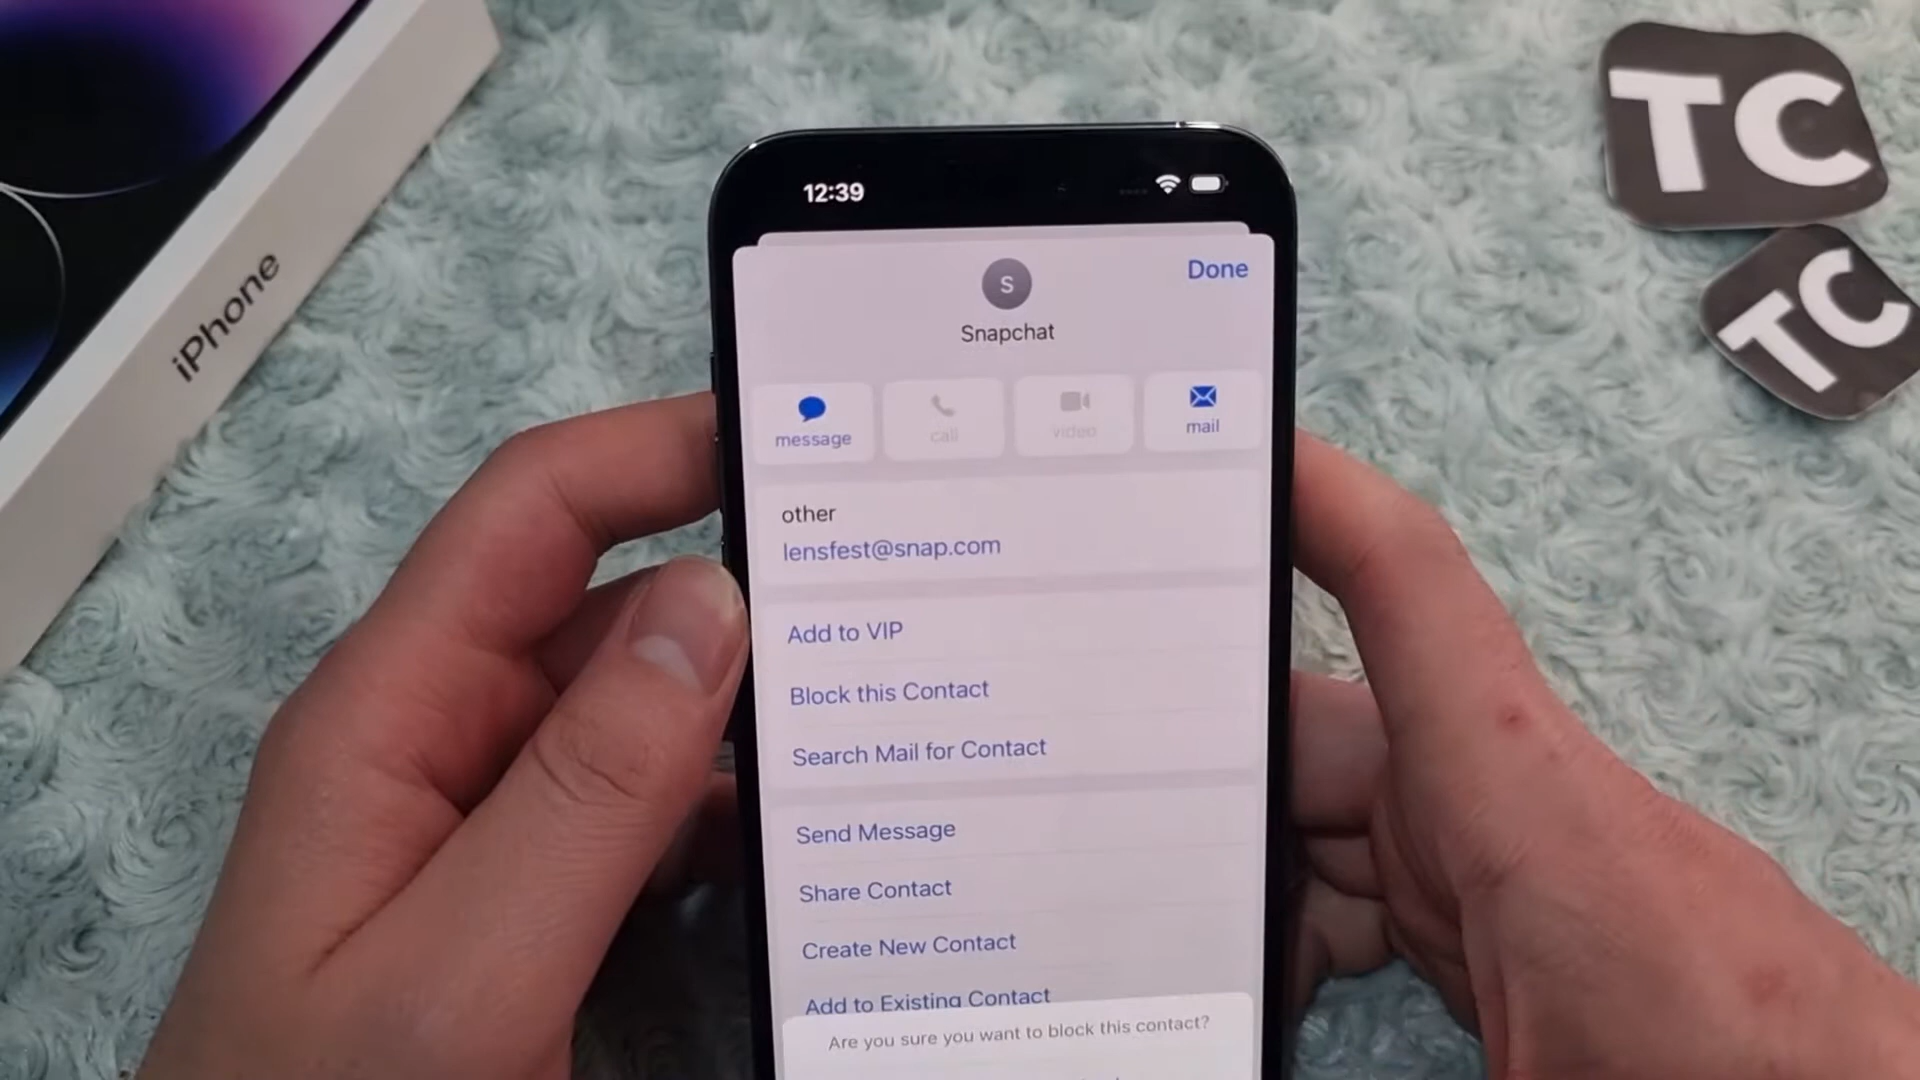 iPhone
TC
TC
12:39
Done
S
Snapchat
message
call
video
mail
other
lensfest@snap.com
Add to VIP
Block this Contact
Search Mail for Contact
Send Message
Share Contact
Create New Contact
Add to Existing Contact
Are you sure you want to block this contact?